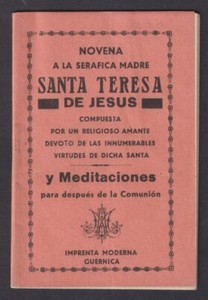 NOVENA
A LA SERAFICA MADRE
SANTA TERESA
DE JESUS
COMPUESTA
POR UN RELIGIOSO AMANTE
DEVOTO DE LAS INNUMERABLES
VIRTUDES DE DICHA SANTA
y Meditaciones
para después de la Comunión
IMPRENTA MODERNA
GUERNICA